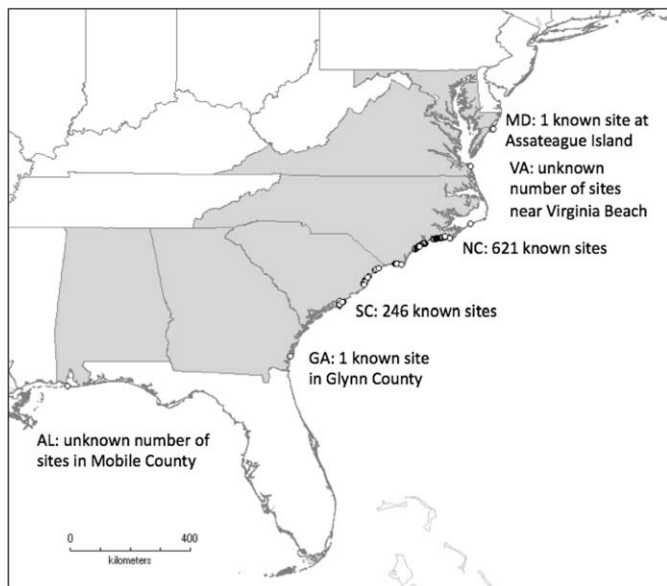 MD: 1 known site at
Assateague Island
VA: unknown
number of sites
near Virginia Beach
NC: 621 known sites
SC: 246 known sites
GA: 1 known site
in Glynn County
AL: unknown number of
sites in Mobile County
0 400
kilometers